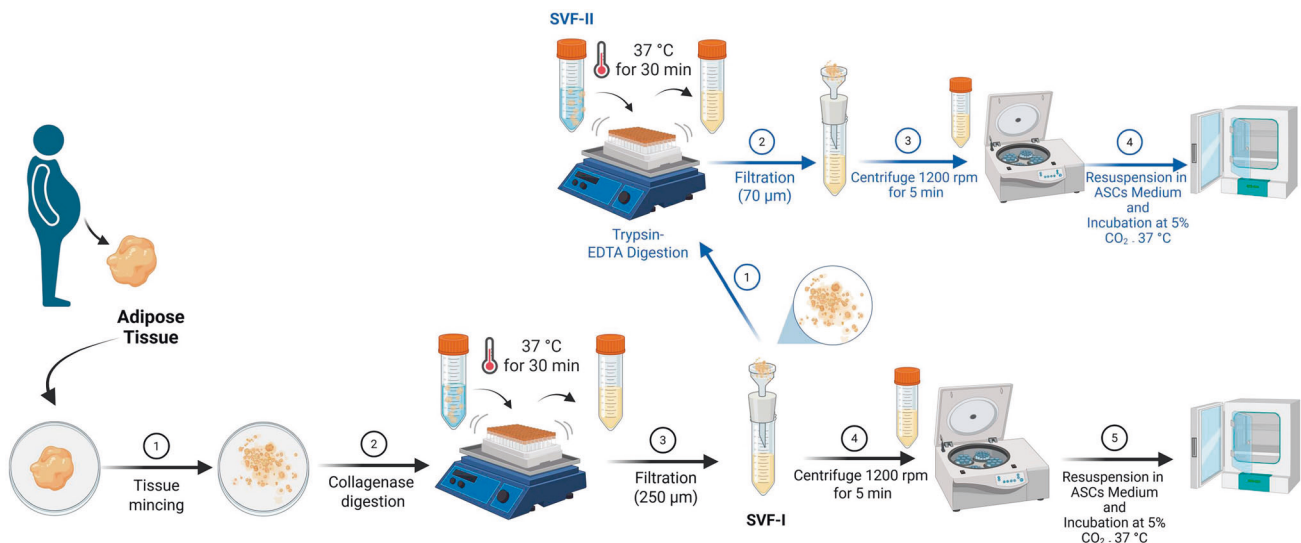 SVF-II
37 °C
for 30 min
2
Filtration
(70 µm)
3
Centrifuge 1200 rpm
for 5 min
4
Resuspension in
ASCs Medium
and
Incubation at 5%
CO₂ . 37 °C
Trypsin-
EDTA Digestion
1
Adipose
Tissue
1
Tissue
mincing
2
Collagenase
digestion
37 °C
for 30 min
3
Filtration
(250 µm)
SVF-I
4
Centrifuge 1200 rpm
for 5 min
5
Resuspension in
ASCs Medium
and
Incubation at 5%
CO₂ . 37 °C